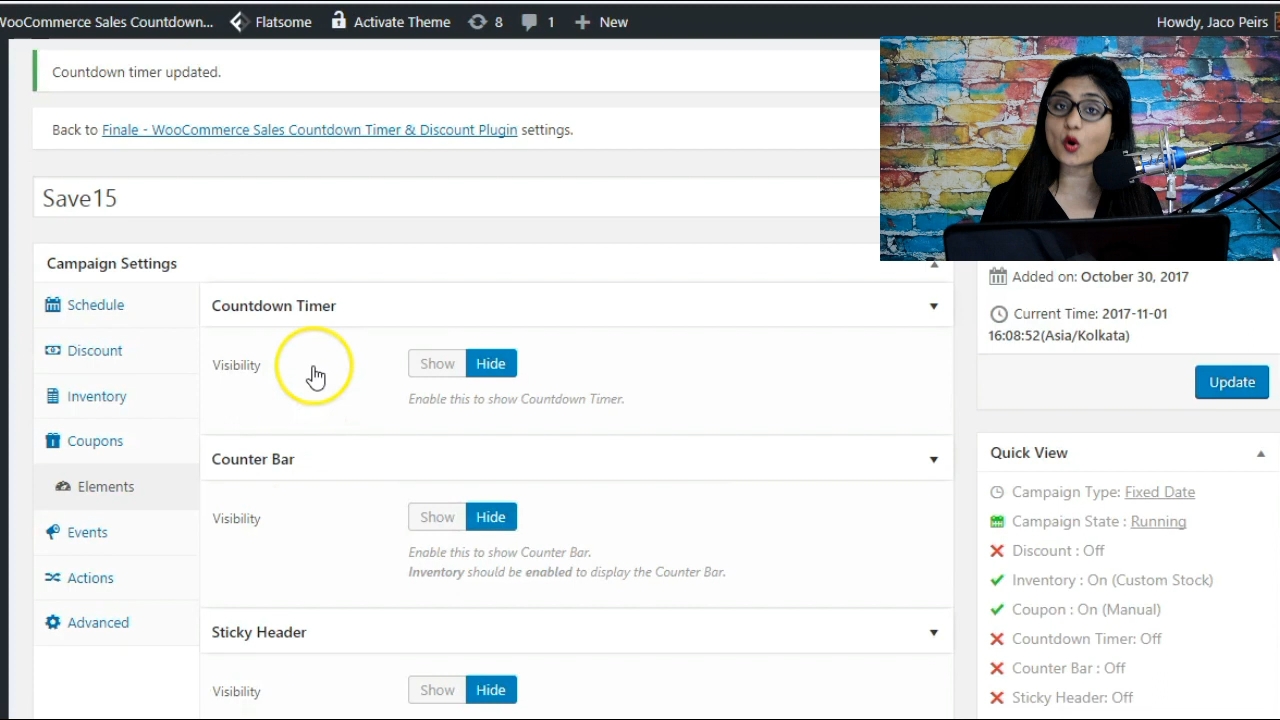 WooCommerce Sales Countdown...
Flatsome
Activate Theme
8
1
New
Howdy, Jaco Peirs
Countdown timer updated.
Back to Finale - WooCommerce Sales Countdown Timer & Discount Plugin settings.
Save15
Campaign Settings
Schedule
Discount
Inventory
Coupons
Elements
Events
Actions
Advanced
Countdown Timer
Visibility
Show Hide
Enable this to show Countdown Timer.
Counter Bar
Visibility
Show Hide
Enable this to show Counter Bar.
Inventory should be enabled to display the Counter Bar.
Sticky Header
Visibility
Show Hide
Added on: October 30, 2017
Current Time: 2017-11-01
16:08:52(Asia/Kolkata)
Update
Quick View
Campaign Type: Fixed Date
Campaign State : Running
Discount : Off
Inventory : On (Custom Stock)
Coupon : On (Manual)
Countdown Timer: Off
Counter Bar : Off
Sticky Header: Off